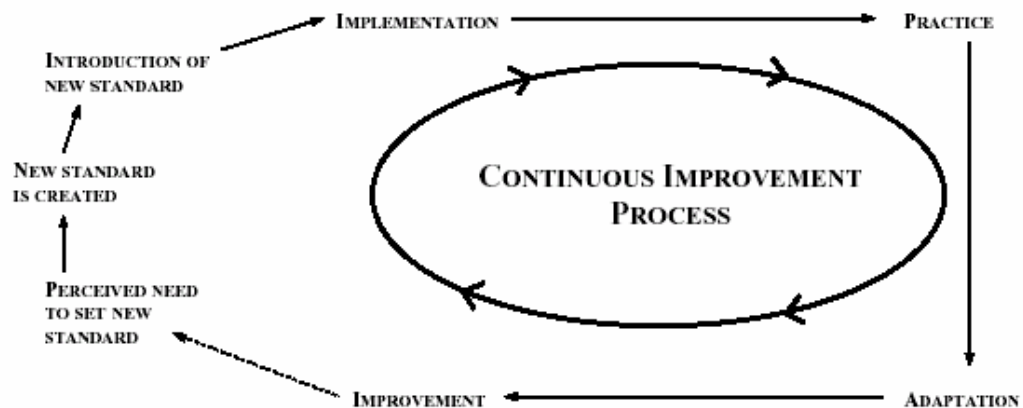 IMPLEMENTATION
PRACTICE
INTRODUCTION OF
NEW STANDARD
NEW STANDARD
IS CREATED
CONTINUOUS IMPROVEMENT
PROCESS
PERCEIVED NEED
TO SET NEW
STANDARD
IMPROVEMENT
ADAPTATION